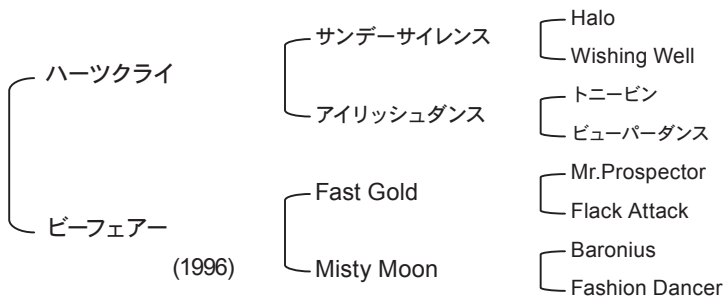 ハーツクライ
サンデーサイレンス
Halo
Wishing Well
アイリッシュダンス
トニービン
ビューパーダンス
ビーフェアー
(1996)
Fast Gold
Mr.Prospector
Flack Attack
Misty Moon
Baronius
Fashion Dancer